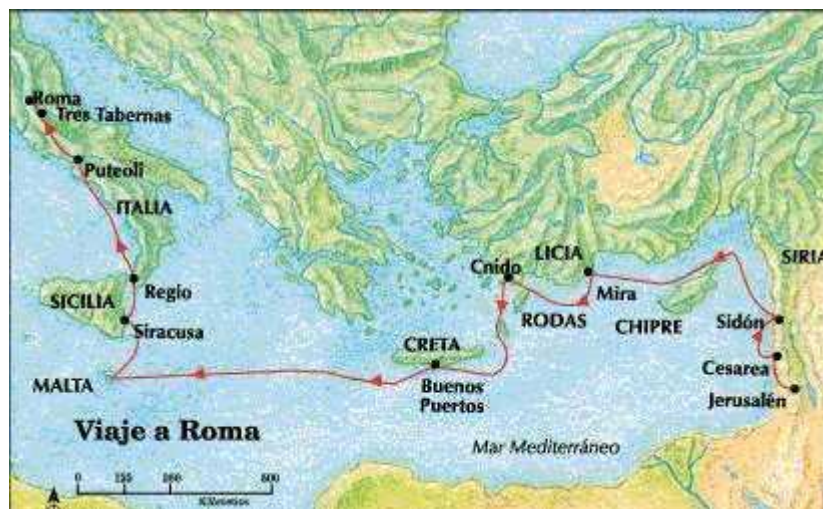 Roma
Tres Tabernas
Puteoli
ITALIA
LICIA
SIRIA
Cnido
Regio
SICILIA
Mira
RODAS
CHIPRE
Sidón
Siracusa
CRETA
Cesarea
MALTA
Buenos
Puertos
Jerusalén
Viaje a Roma
Mar Mediterráneo
0